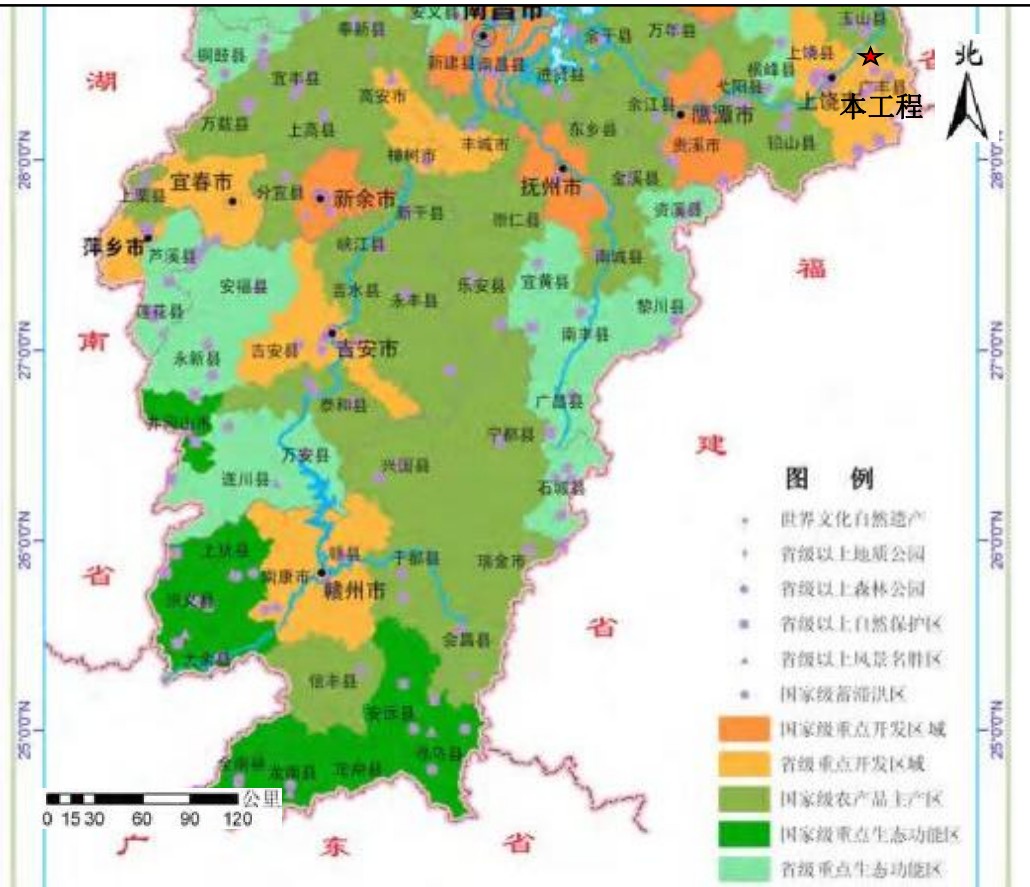 安义县
南昌市
奉新县
万年县
玉山县
铜鼓县
新建县
南昌县
进贤县
余干县
横峰县
上饶县
省
北
湖
宜丰县
高安市
弋阳县
广丰县
余江县
鹰潭市
上饶
本工程
万载县
上高县
东乡县
贵溪市
铅山县
樟树市
丰城市
28°0'0"N
28°0'0"N
宜春市
上栗县
分宜县
新余市
抚州市
金溪县
新干县
崇仁县
资溪县
萍乡市
芦溪县
峡江县
南城县
福
安福县
吉水县
永丰县
乐安县
宜黄县
黎川县
莲花县
南
南丰县
27°0'0"N
27°0'0"N
永新县
吉安县
吉安市
泰和县
广昌县
井冈山市
宁都县
建
万安县
兴国县
遂川县
石城县
图 例
世界文化自然遗产
26°0'0"N
26°0'0"N
上犹县
赣县
于都县
瑞金市
省级以上地质公园
省
南康市
赣州市
省级以上森林公园
崇义县
省
省级以上自然保护区
大余县
会昌县
省级以上风景名胜区
信丰县
国家级蓄滞洪区
安远县
25°0'0"N
25°0'0"N
国家级重点开发区域
寻乌县
全南县
龙南县
定南县
省级重点开发区域
公里
国家级农产品主产区
0 15 30 60 90 120
广
东
省
国家级重点生态功能区
省级重点生态功能区